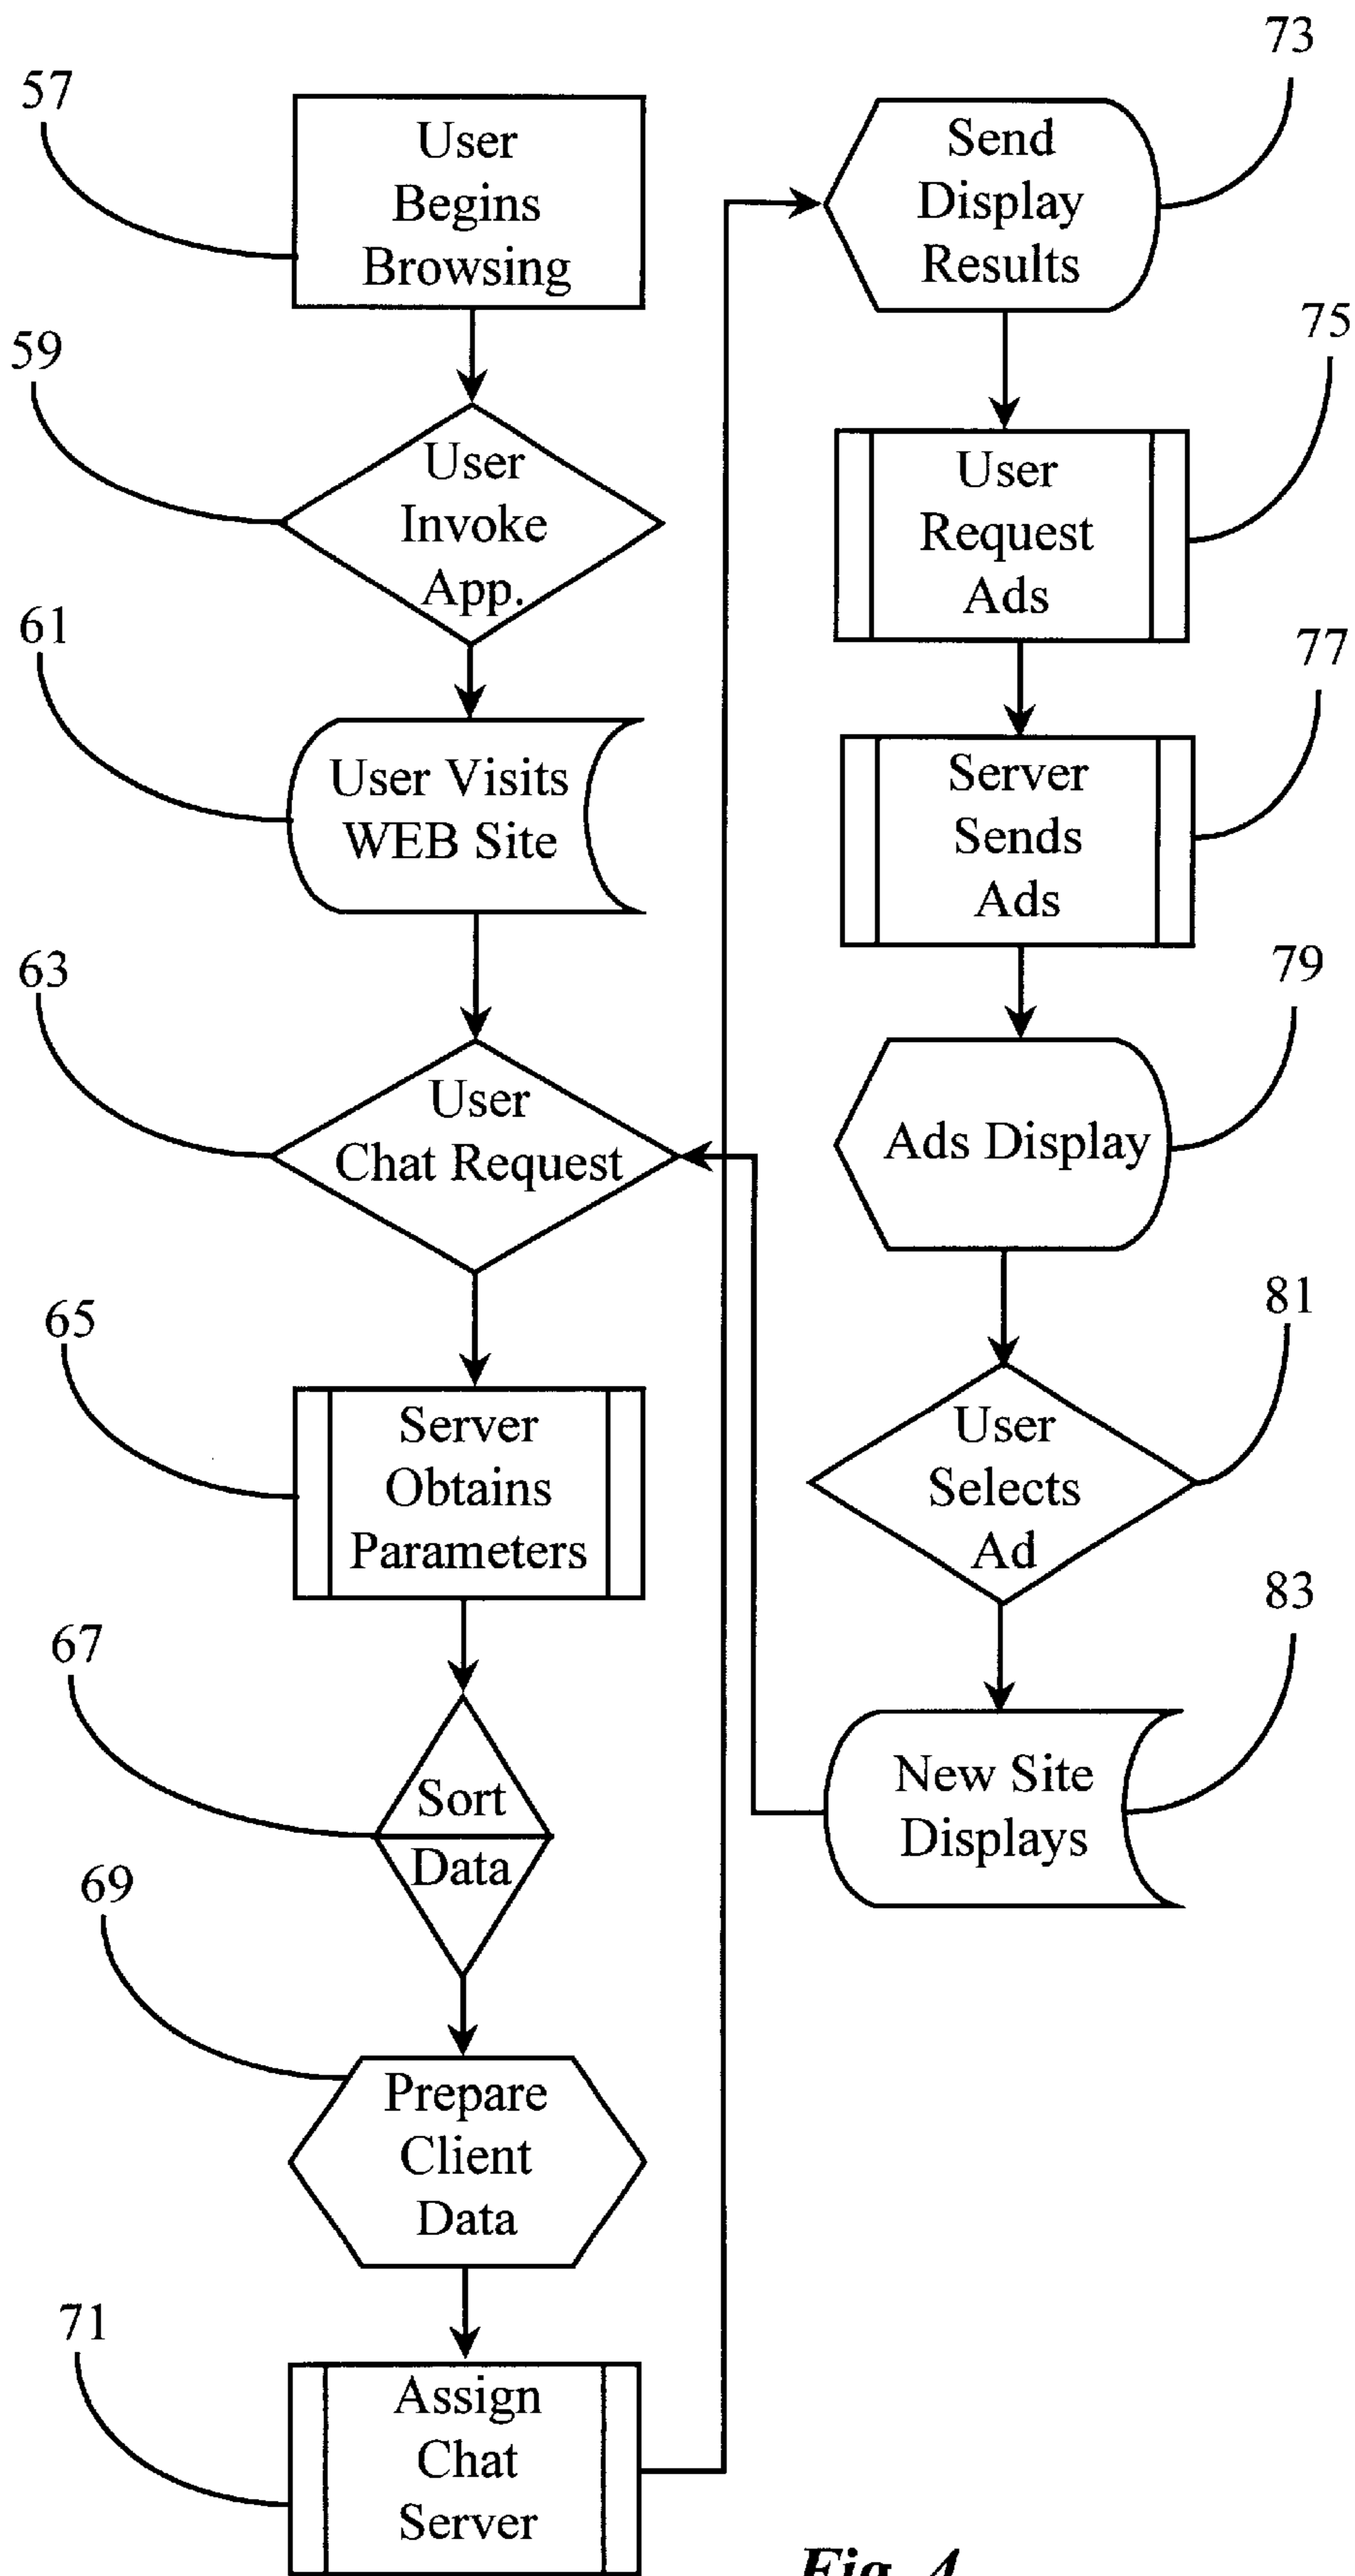 57
User
Begins
Browsing
59
User
Invoke
App.
61
User Visits
WEB Site
63
User
Chat Request
65
Server
Obtains
Parameters
67
Sort
Data
69
Prepare
Client
Data
71
Assign
Chat
Server
73
Send
Display
Results
75
User
Request
Ads
77
Server
Sends
Ads
79
Ads Display
81
User
Selects
Ad
83
New Site
Displays
Fig. 4